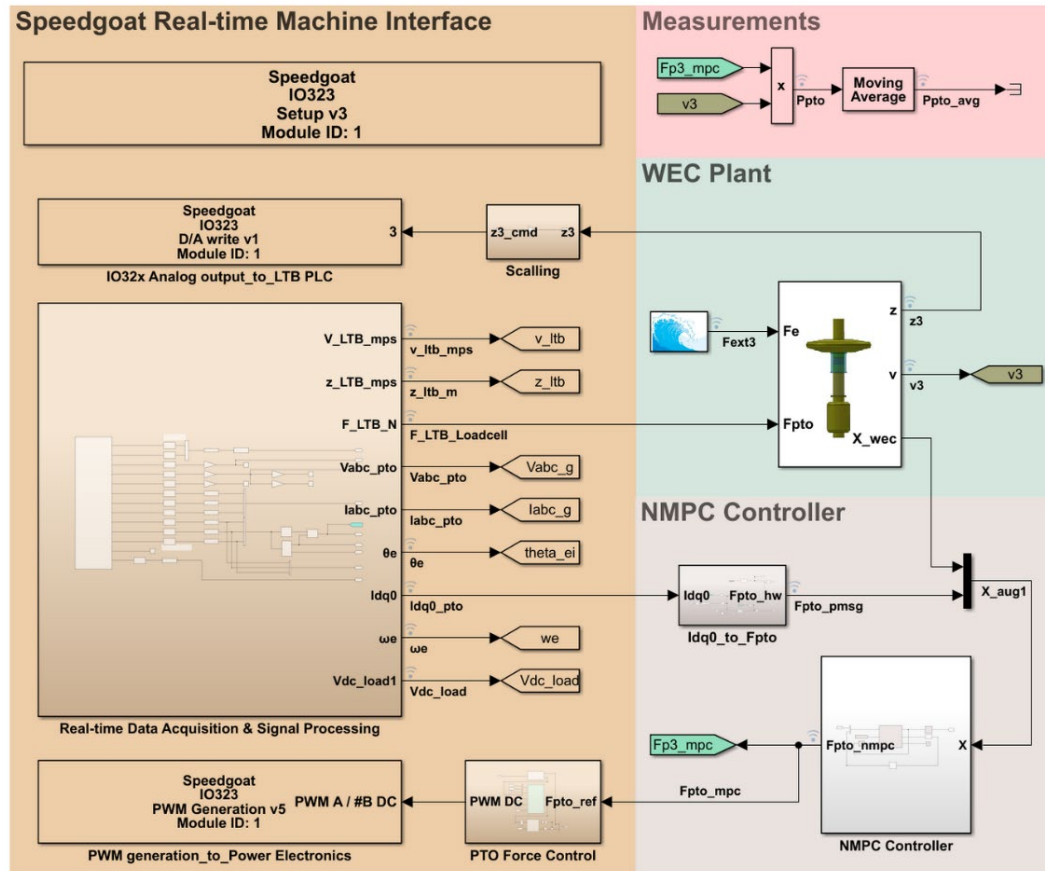 Speedgoat Real-time Machine Interface
Speedgoat
IO323
Setup v3
Module ID: 1
Speedgoat
IO323
D/A write v1
Module ID: 1
3
IO32x Analog output_to_LTB PLC
z3_cmd
z3
Scalling
V_LTB_mps
v_ltb_mps
v_ltb
z_LTB_mps
z_ltb_m
z_ltb
F_LTB_N
F_LTB_Loadcell
Vabc_pto
Vabc_pto
Vabc_g
Iabc_pto
Iabc_pto
Iabc_g
θe
θe
theta_ei
Idq0
Idq0_pto
ωe
ωe
we
Vdc_load1
Vdc_load
Vdc_load
Real-time Data Acquisition & Signal Processing
Speedgoat
IO323
PWM Generation v5
Module ID: 1
PWM A / #B DC
PWM generation_to_Power Electronics
PWM DC
Fpto_ref
PTO Force Control
Measurements
Fp3_mpc
v3
x
Ppto
Moving
Average
Ppto_avg
WEC Plant
Fext3
Fe
Fpto
z
z3
v
v3
v3
X_wec
NMPC Controller
Idq0
Fpto_hw
Idq0_to_Fpto
Fpto_pmsg
X_aug1
Fp3_mpc
Fpto_mpc
Fpto_nmpc
X
NMPC Controller